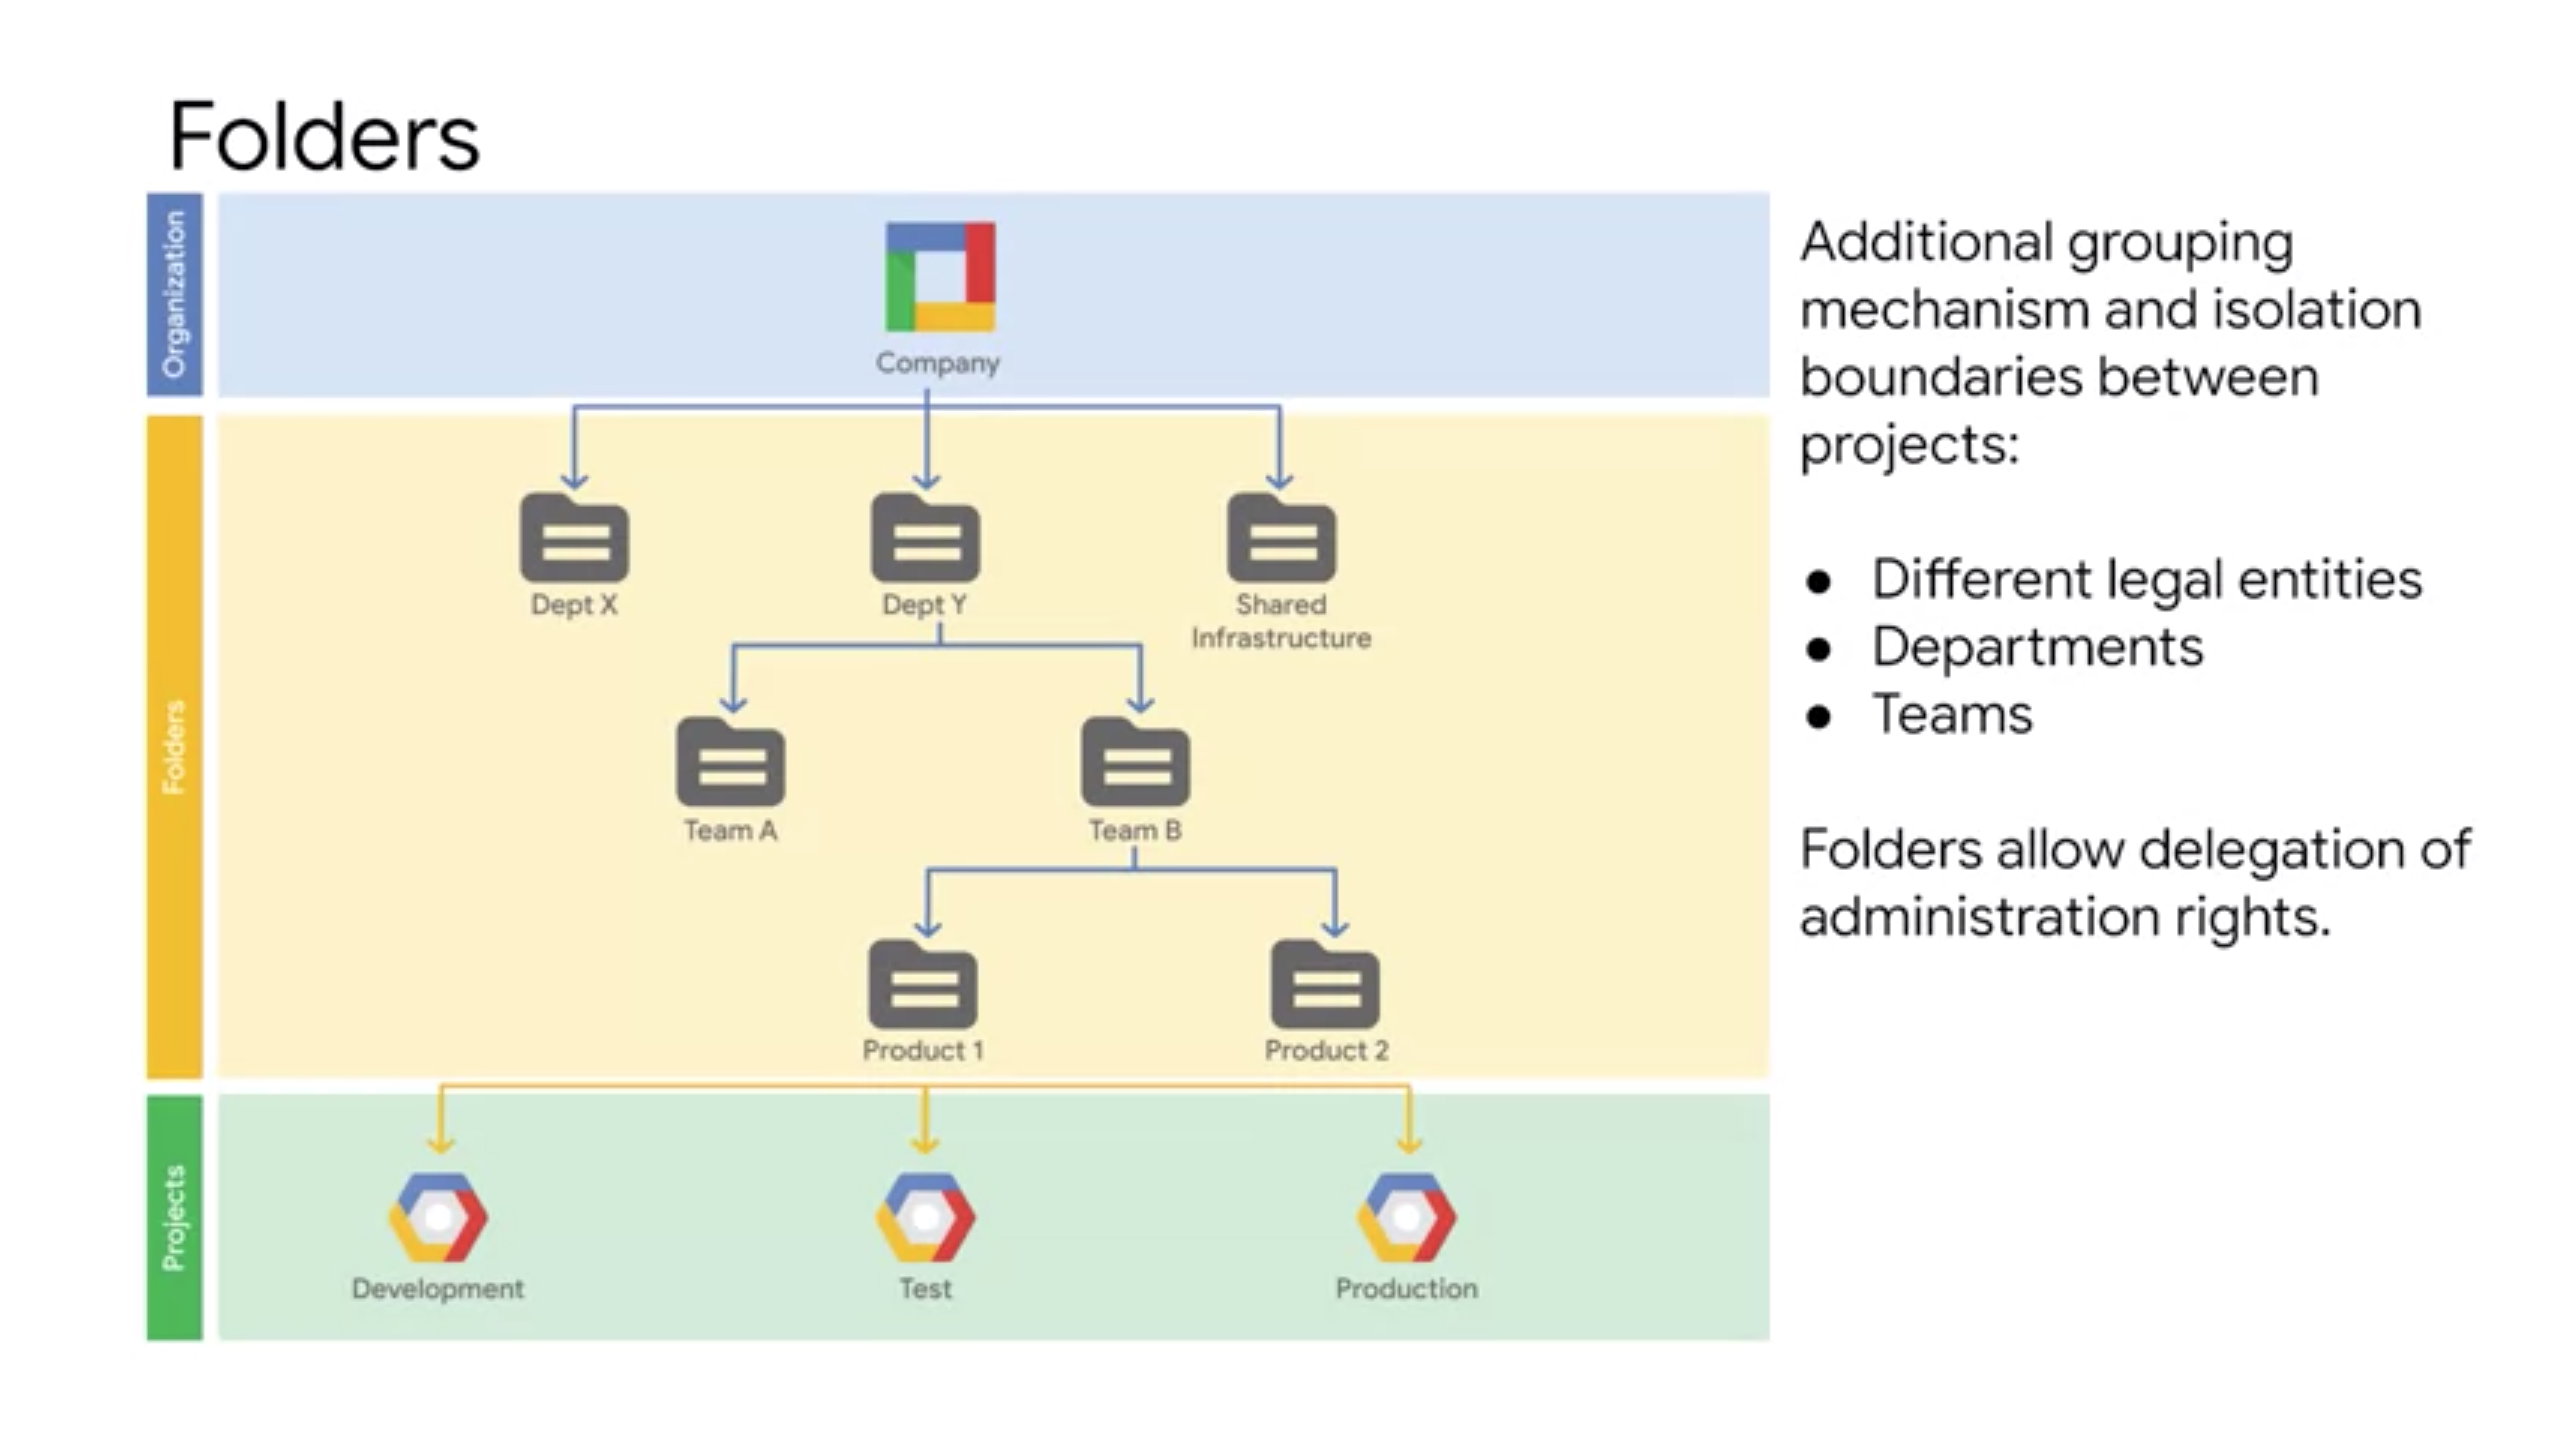 Folders
Organization
Company
Folders
Dept X
Dept Y
Shared
Infrastructure
Team A
Team B
Product 1
Product 2
Projects
Development
Test
Production
Additional grouping
mechanism and isolation
boundaries between
projects:
● Different legal entities
● Departments
● Teams
Folders allow delegation of
administration rights.